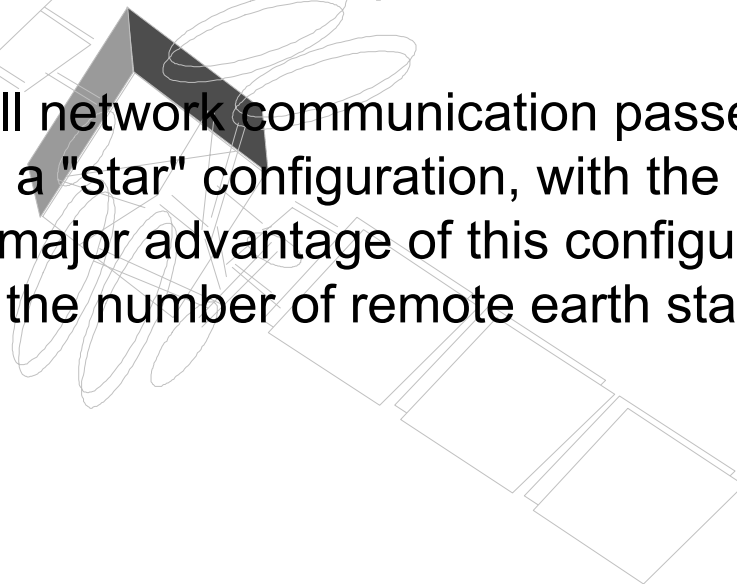 ll network communication passe
a "star" configuration, with the
major advantage of this configu
the number of remote earth sta